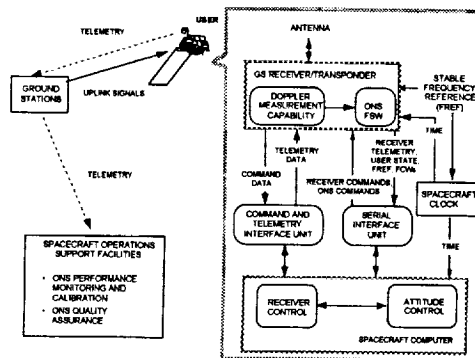 USER
TELEMETRY
GROUND
STATIONS
UPLINK SIGNALS
TELEMETRY
SPACECRAFT OPERATIONS
SUPPORT FACILITIES
• ONS PERFORMANCE
MONITORING AND
CALIBRATION
• ONS QUALITY
ASSURANCE
ANTENNA
GS RECEIVER/TRANSPONDER
DOPPLER
MEASUREMENT
CAPABILITY
ONS
FSW
STABLE
FREQUENCY
REFERENCE
(FREF)
TIME
TELEMETRY
DATA
COMMAND
DATA
RECEIVER
TELEMETRY,
USER STATE,
FREF, FCWs
RECEIVER COMMANDS,
ONS COMMANDS
SPACECRAFT
CLOCK
COMMAND AND
TELEMETRY
INTERFACE UNIT
SERIAL
INTERFACE
UNIT
TIME
RECEIVER
CONTROL
ATTITUDE
CONTROL
SPACECRAFT COMPUTER